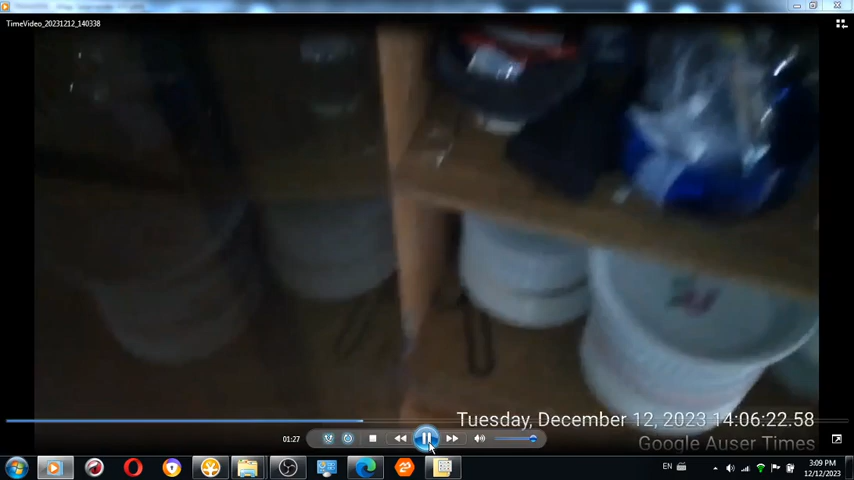 TimeVideo_20231212_140338
Tuesday, December 12, 2023 14:06:22.58
01:27
Google Auser Times
EN
3:09 PM
12/12/2023